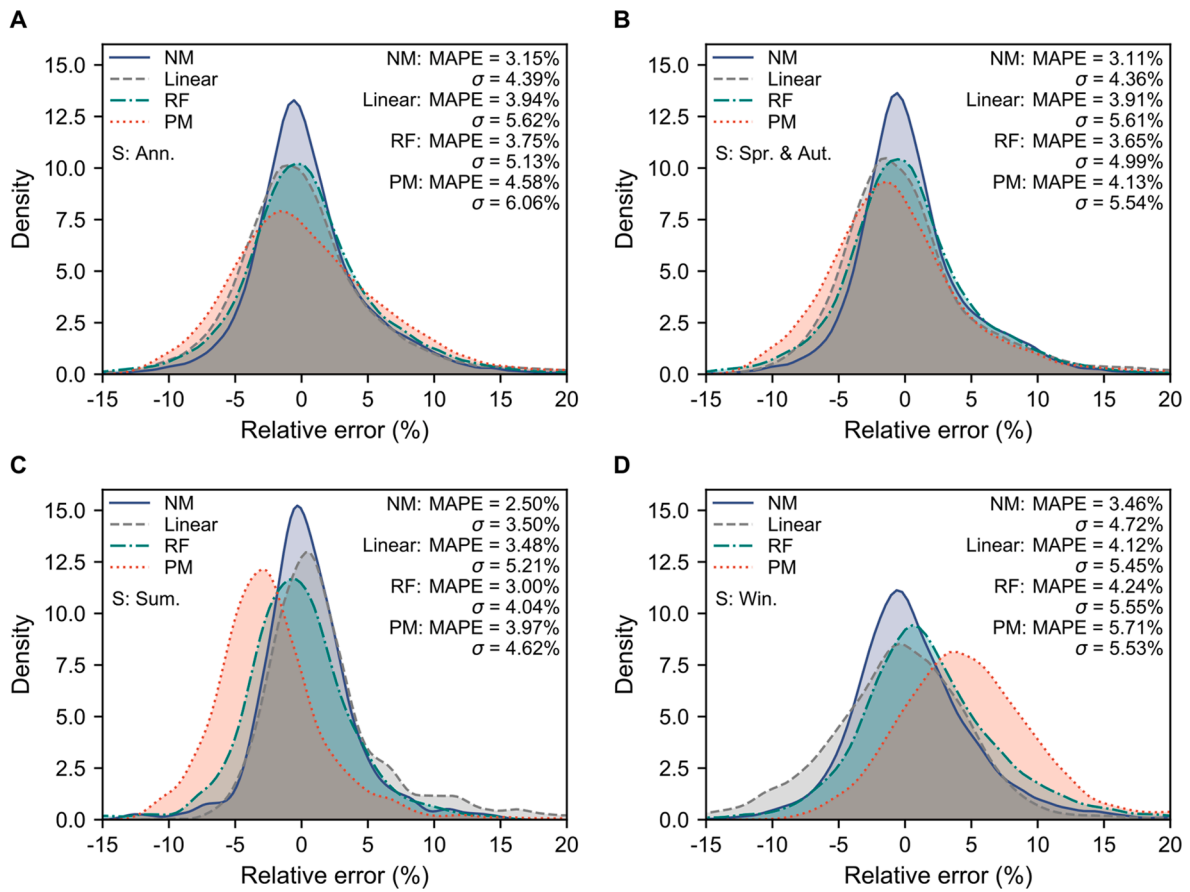 A
NM
Linear
RF
PM
S: Ann.
NM: MAPE = 3.15%
σ = 4.39%
Linear: MAPE = 3.94%
σ = 5.62%
RF: MAPE = 3.75%
σ = 5.13%
PM: MAPE = 4.58%
σ = 6.06%
15.0
12.5
10.0
7.5
5.0
2.5
0.0
Density
-15 -10 -5 0 5 10 15 20
Relative error (%)
B
NM
Linear
RF
PM
S: Spr. & Aut.
NM: MAPE = 3.11%
σ = 4.36%
Linear: MAPE = 3.91%
σ = 5.61%
RF: MAPE = 3.65%
σ = 4.99%
PM: MAPE = 4.13%
σ = 5.54%
15.0
12.5
10.0
7.5
5.0
2.5
0.0
Density
-15 -10 -5 0 5 10 15 20
Relative error (%)
C
NM
Linear
RF
PM
S: Sum.
NM: MAPE = 2.50%
σ = 3.50%
Linear: MAPE = 3.48%
σ = 5.21%
RF: MAPE = 3.00%
σ = 4.04%
PM: MAPE = 3.97%
σ = 4.62%
15.0
12.5
10.0
7.5
5.0
2.5
0.0
Density
-15 -10 -5 0 5 10 15 20
Relative error (%)
D
NM
Linear
RF
PM
S: Win.
NM: MAPE = 3.46%
σ = 4.72%
Linear: MAPE = 4.12%
σ = 5.45%
RF: MAPE = 4.24%
σ = 5.55%
PM: MAPE = 5.71%
σ = 5.53%
15.0
12.5
10.0
7.5
5.0
2.5
0.0
Density
-15 -10 -5 0 5 10 15 20
Relative error (%)